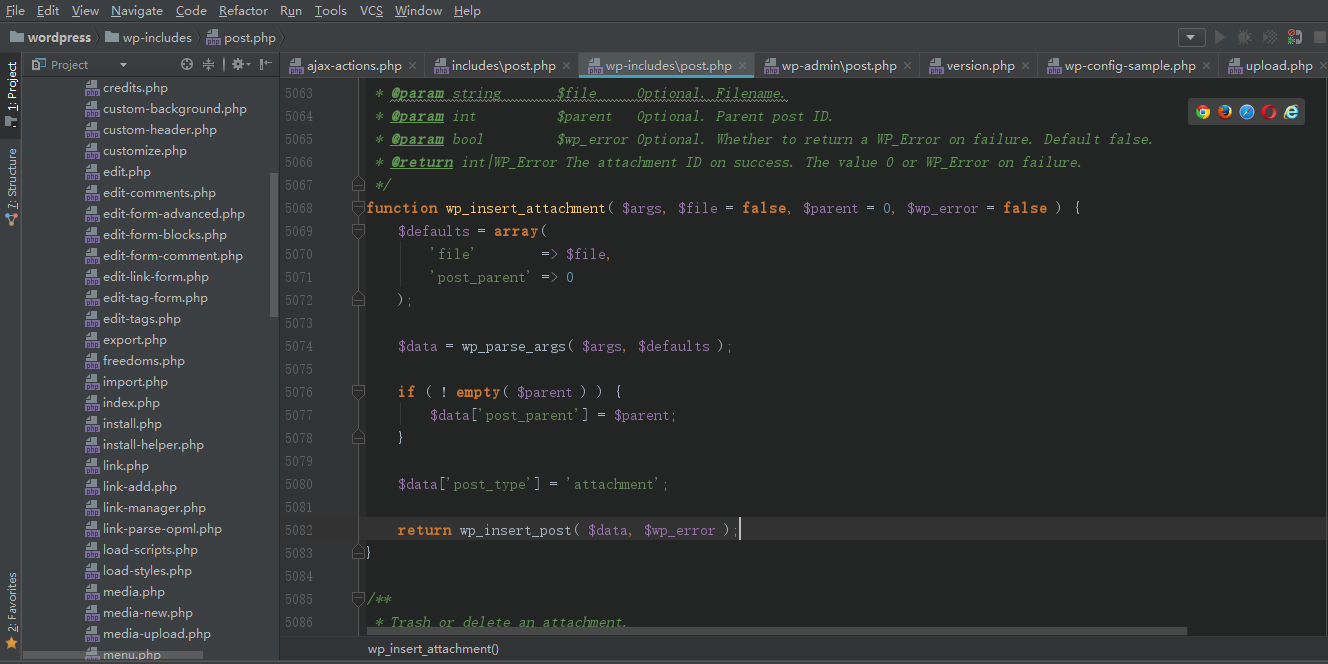 File Edit View Navigate Code Refactor Run Tools VCS Window Help
wordpress wp-includes post.php
Project
ajax-actions.php includes\post.php wp-includes\post.php wp-admin\post.php version.php wp-config-sample.php upload.php
1: Project
7: Structure
2: Favorites
credits.php
custom-background.php
custom-header.php
customize.php
edit.php
edit-comments.php
edit-form-advanced.php
edit-form-blocks.php
edit-form-comment.php
edit-link-form.php
edit-tag-form.php
edit-tags.php
export.php
freedoms.php
import.php
index.php
install.php
install-helper.php
link.php
link-add.php
link-manager.php
link-parse-opml.php
load-scripts.php
load-styles.php
media.php
media-new.php
media-upload.php
menu.php
5063 * @param string $file Optional. Filename.
5064 * @param int $parent Optional. Parent post ID.
5065 * @param bool $wp_error Optional. Whether to return a WP_Error on failure. Default false.
5066 * @return int|WP_Error The attachment ID on success. The value 0 or WP_Error on failure.
5067 */
5068 function wp_insert_attachment( $args, $file = false, $parent = 0, $wp_error = false ) {
5069 $defaults = array(
5070 'file' => $file,
5071 'post_parent' => 0
5072 );
5073
5074 $data = wp_parse_args( $args, $defaults );
5075
5076 if ( ! empty( $parent ) ) {
5077 $data['post_parent'] = $parent;
5078 }
5079
5080 $data['post_type'] = 'attachment';
5081
5082 return wp_insert_post( $data, $wp_error );
5083 }
5084
5085 /**
5086 * Trash or delete an attachment.
wp_insert_attachment()